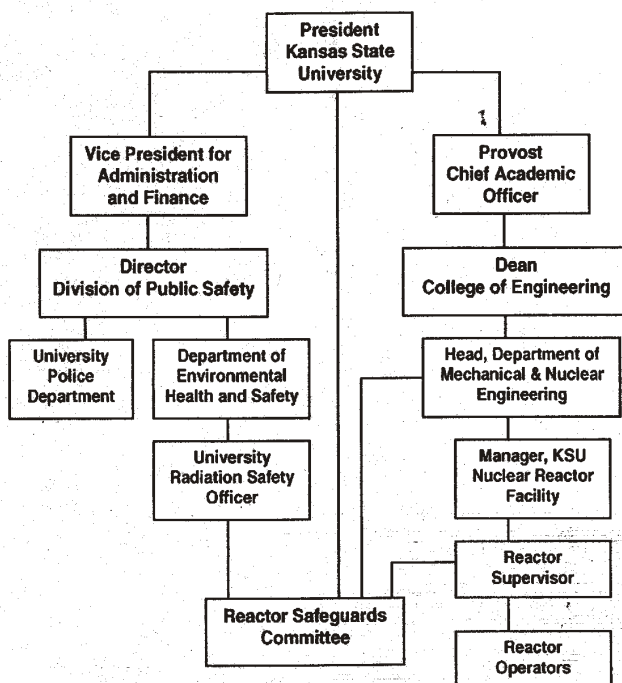 President
Kansas State
University
Vice President for
Administration
and Finance
Provost
Chief Academic
Officer
Director
Division of Public Safety
Dean
College of Engineering
University
Police
Department
Department of
Environmental
Health and Safety
Head, Department of
Mechanical & Nuclear
Engineering
University
Radiation Safety
Officer
Manager, KSU
Nuclear Reactor
Facility
Reactor
Supervisor
Reactor Safeguards
Committee
Reactor
Operators